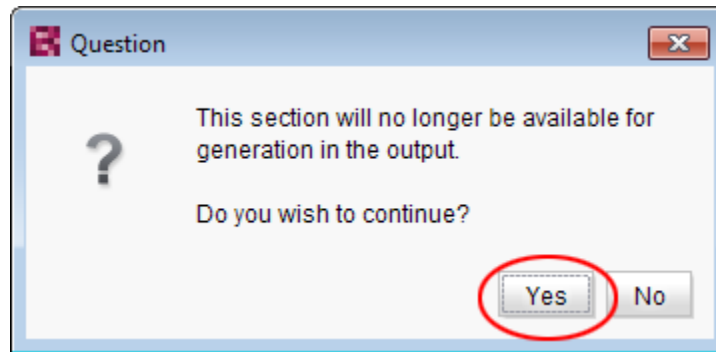 Question
This section will no longer be available for
generation in the output.
Do you wish to continue?
Yes No